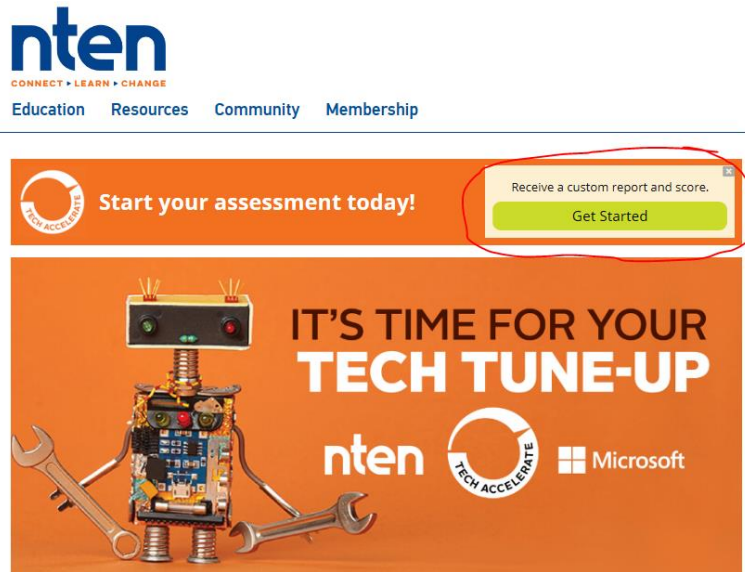 nten
CONNECT • LEARN • CHANGE
Education Resources Community Membership
TECH ACCELERATE
Start your assessment today!
Receive a custom report and score.
Get Started
IT'S TIME FOR YOUR
TECH TUNE-UP
nten
TECH ACCELERATE
Microsoft